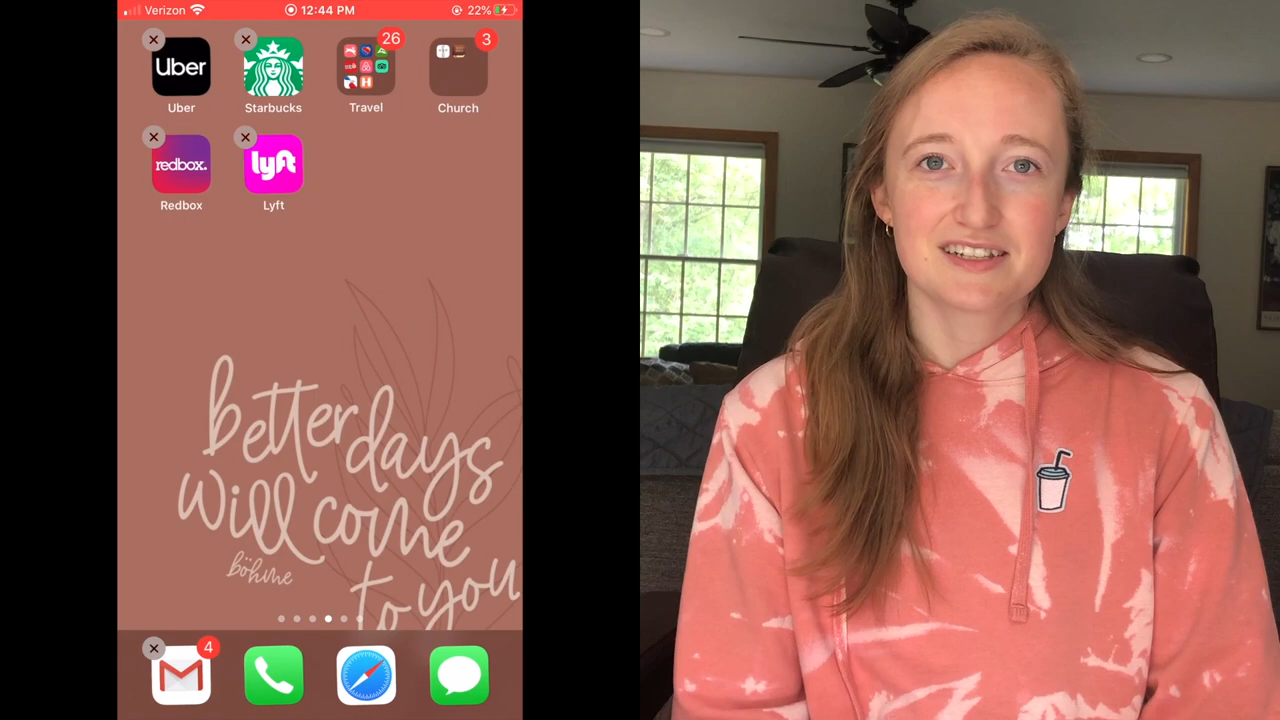 Verizon 12:44 PM 22%
26 3
Uber
Uber Starbucks Travel Church
redbox. lyft
Redbox Lyft
better days
will come
böhme
to you
4